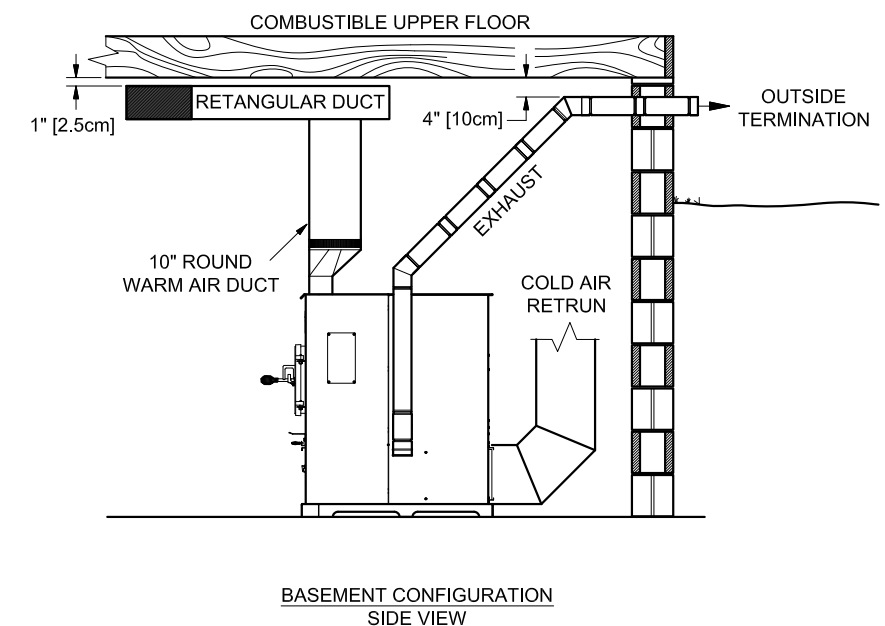 COMBUSTIBLE UPPER FLOOR
RETANGULAR DUCT
1" [2.5cm]
4" [10cm]
OUTSIDE
TERMINATION
EXHAUST
10" ROUND
WARM AIR DUCT
COLD AIR
RETRUN
BASEMENT CONFIGURATION
SIDE VIEW